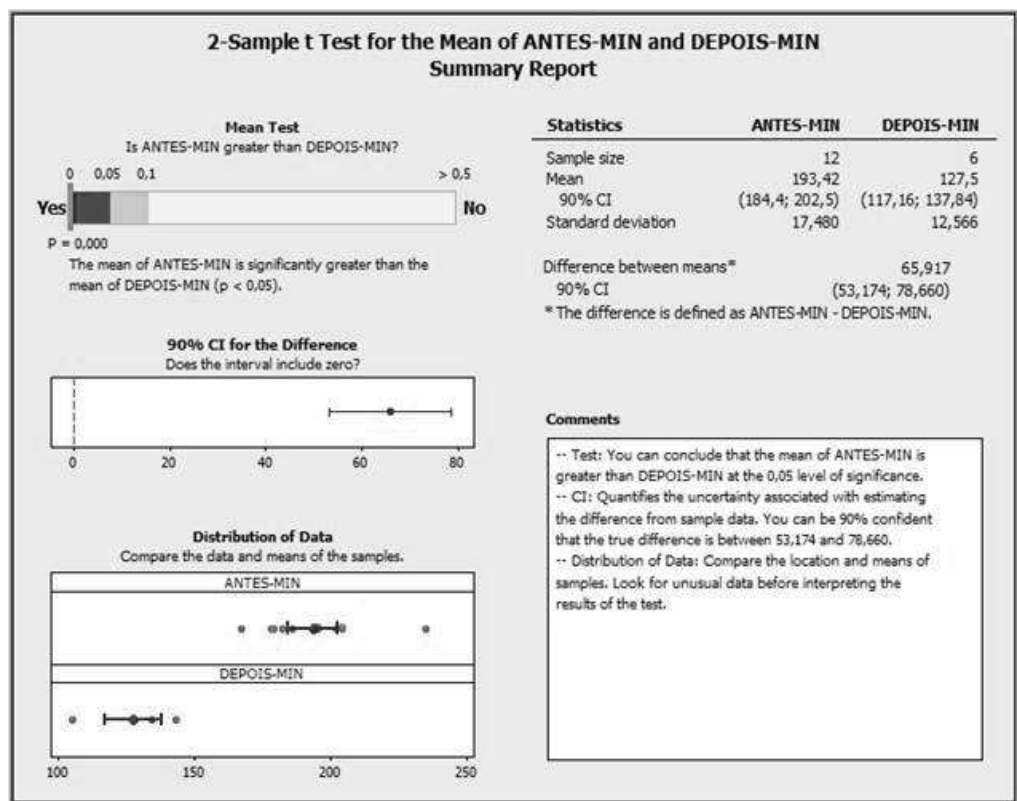 2-Sample t Test for the Mean of ANTES-MIN and DEPOIS-MIN
Summary Report
Mean Test
Is ANTES-MIN greater than DEPOIS-MIN?
0 0,05 0,1 > 0,5
Yes No
P = 0,000
The mean of ANTES-MIN is significantly greater than the
mean of DEPOIS-MIN (p < 0,05).
90% CI for the Difference
Does the interval include zero?
0 20 40 60 80
Distribution of Data
Compare the data and means of the samples.
ANTES-MIN
DEPOIS-MIN
100 150 200 250
Statistics ANTES-MIN DEPOIS-MIN
Sample size 12 6
Mean 193,42 127,5
90% CI (184,4; 202,5) (117,16; 137,84)
Standard deviation 17,480 12,566
Difference between means* 65,917
90% CI (53,174; 78,660)
* The difference is defined as ANTES-MIN - DEPOIS-MIN.
Comments
-- Test: You can conclude that the mean of ANTES-MIN is
greater than DEPOIS-MIN at the 0,05 level of significance.
-- CI: Quantifies the uncertainty associated with estimating
the difference from sample data. You can be 90% confident
that the true difference is between 53,174 and 78,660.
-- Distribution of Data: Compare the location and means of
samples. Look for unusual data before interpreting the
results of the test.